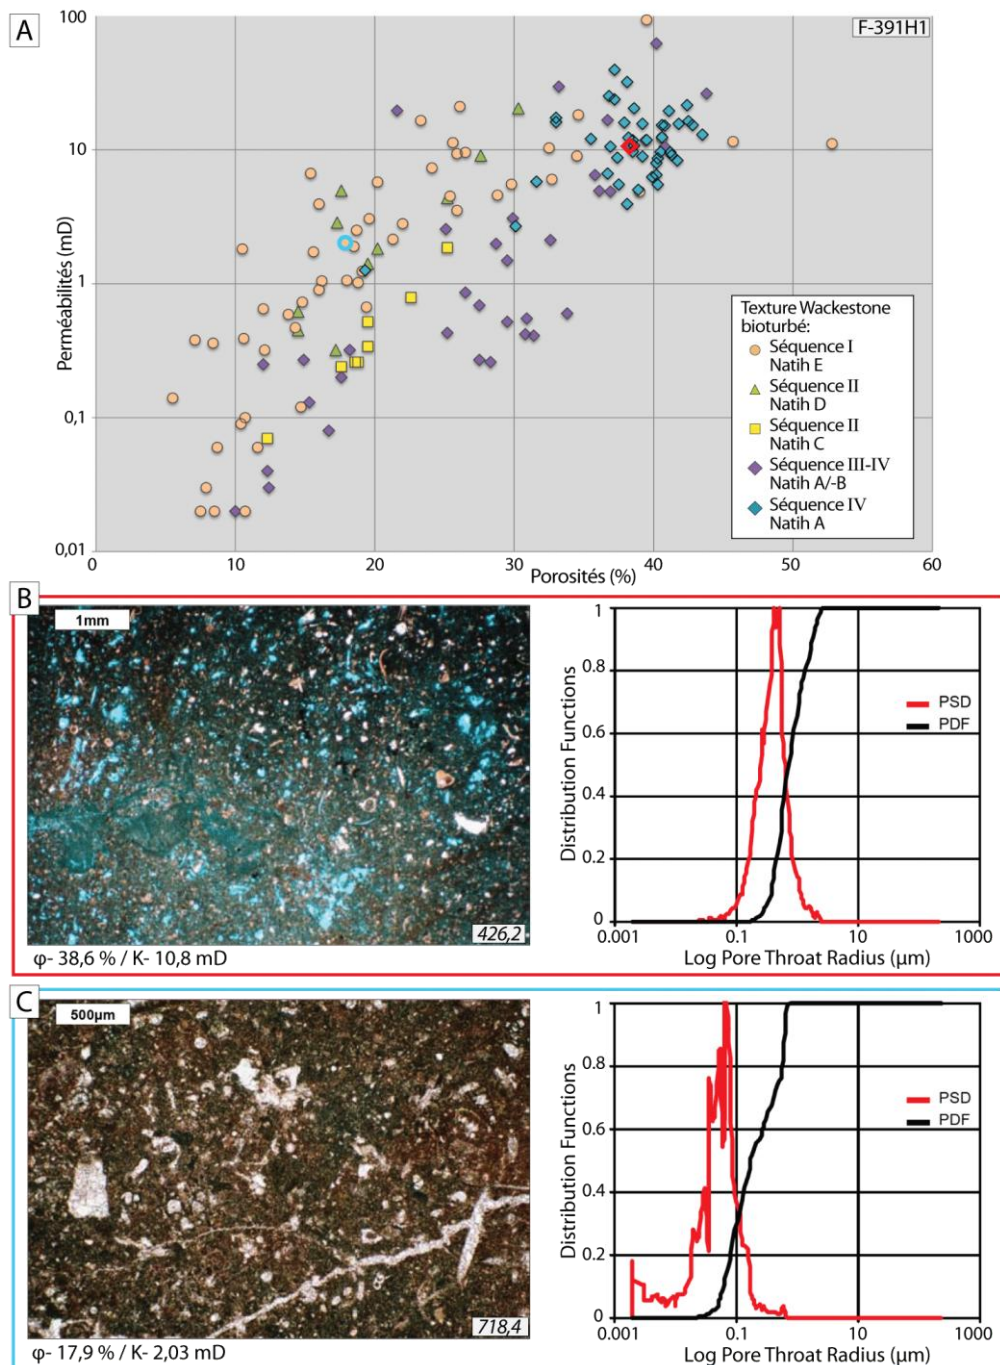 A
F-391H1
100
10
1
0,1
0,01
Perméabilités (mD)
0
10
20
30
40
50
60
Porosités (%)
Texture Wackestone
bioturbé:
Séquence I
Natih E
Séquence II
Natih D
Séquence II
Natih C
Séquence III-IV
Natih A/-B
Séquence IV
Natih A
B
1mm
426,2
φ- 38,6 % / K- 10,8 mD
Distribution Functions
1
0.8
0.6
0.4
0.2
0
PSD
PDF
0.001
0.1
10
1000
Log Pore Throat Radius (μm)
C
500μm
718,4
φ- 17,9 % / K- 2,03 mD
Distribution Functions
1
0.8
0.6
0.4
0.2
0
PSD
PDF
0.001
0.1
10
1000
Log Pore Throat Radius (μm)